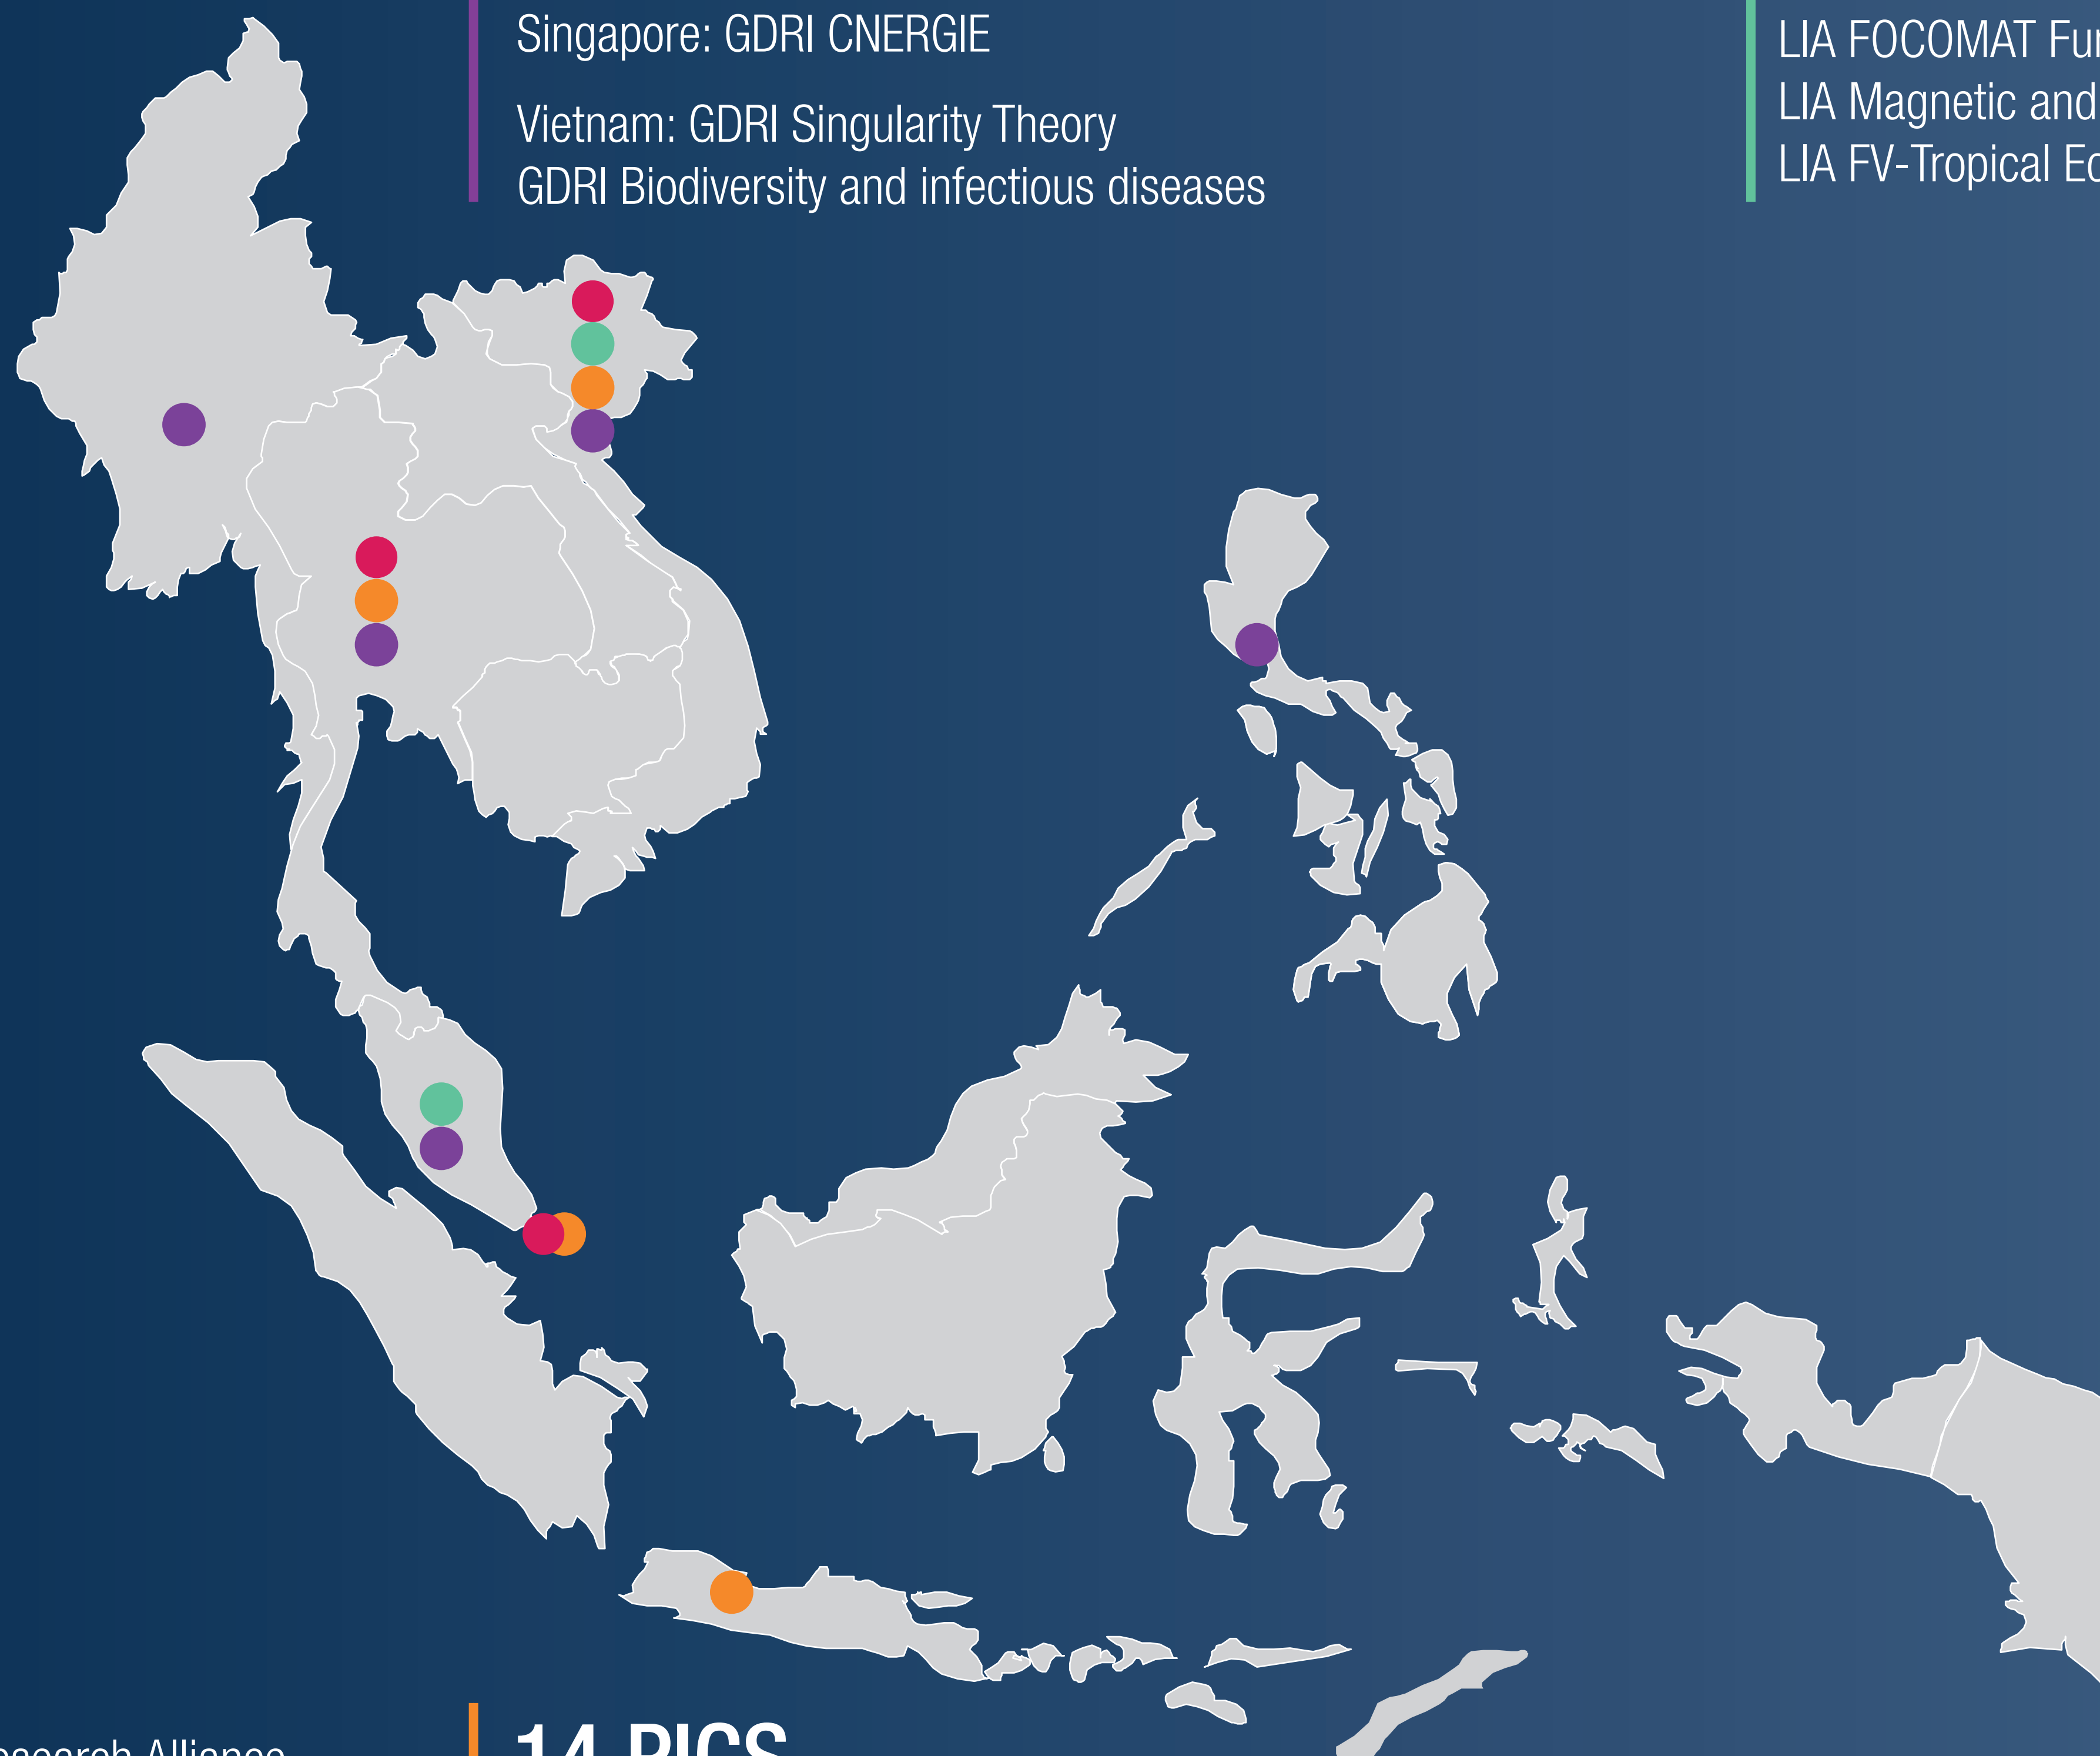 Singapore: GDRI CNERGIE
Vietnam: GDRI Singularity Theory
GDRI Biodiversity and infectious diseases
LIA FOCOMAT
LIA Magnetic and
LIA FV-Tropical
Alliance
14 PICS